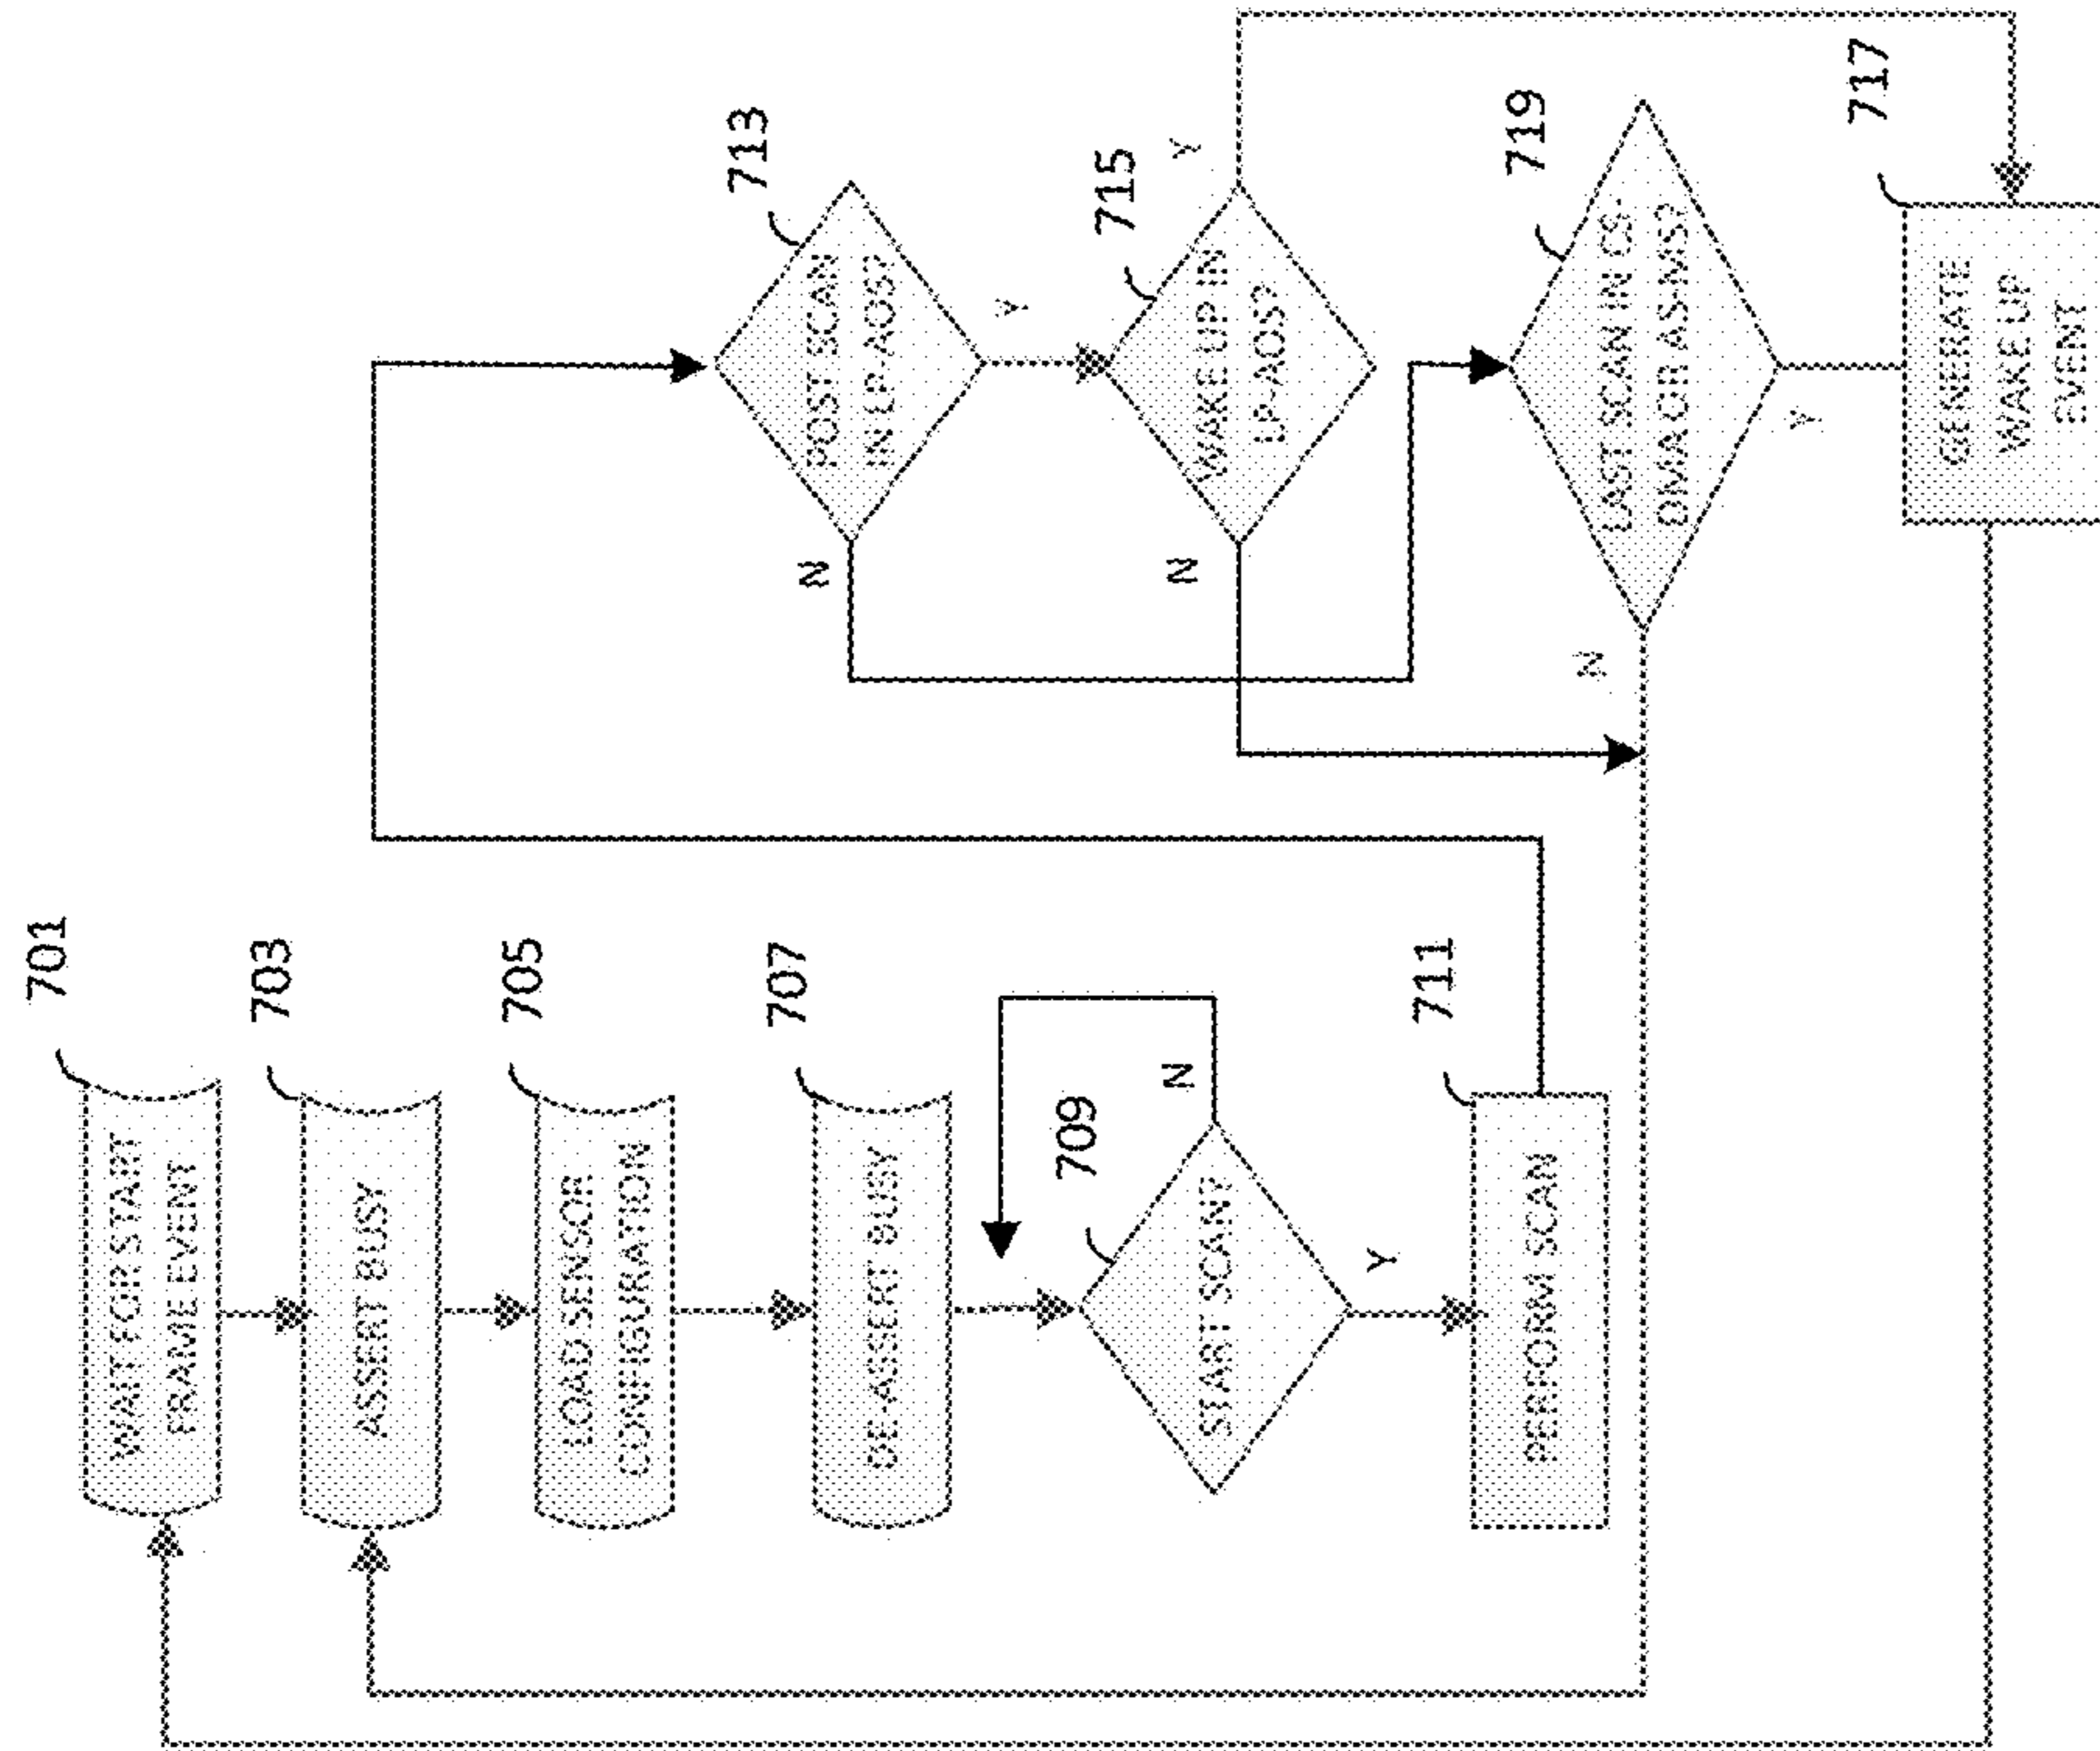 701
WAIT FOR START
FRAME EVENT
703
ASSERT BUSY
705
LOAD SENSOR
CONFIGURATION
707
DE ASSERT BUSY
709
START SCAN?
N
Y
711
PERFORM SCAN
713
POST SCAN
IN LP-AOS?
N
Y
715
WAKE UP IN
LP-AOS?
N
Y
719
LAST SCAN IN CS-
DMA OR AS-MS?
N
Y
717
GENERATE
WAKE UP
EVENT